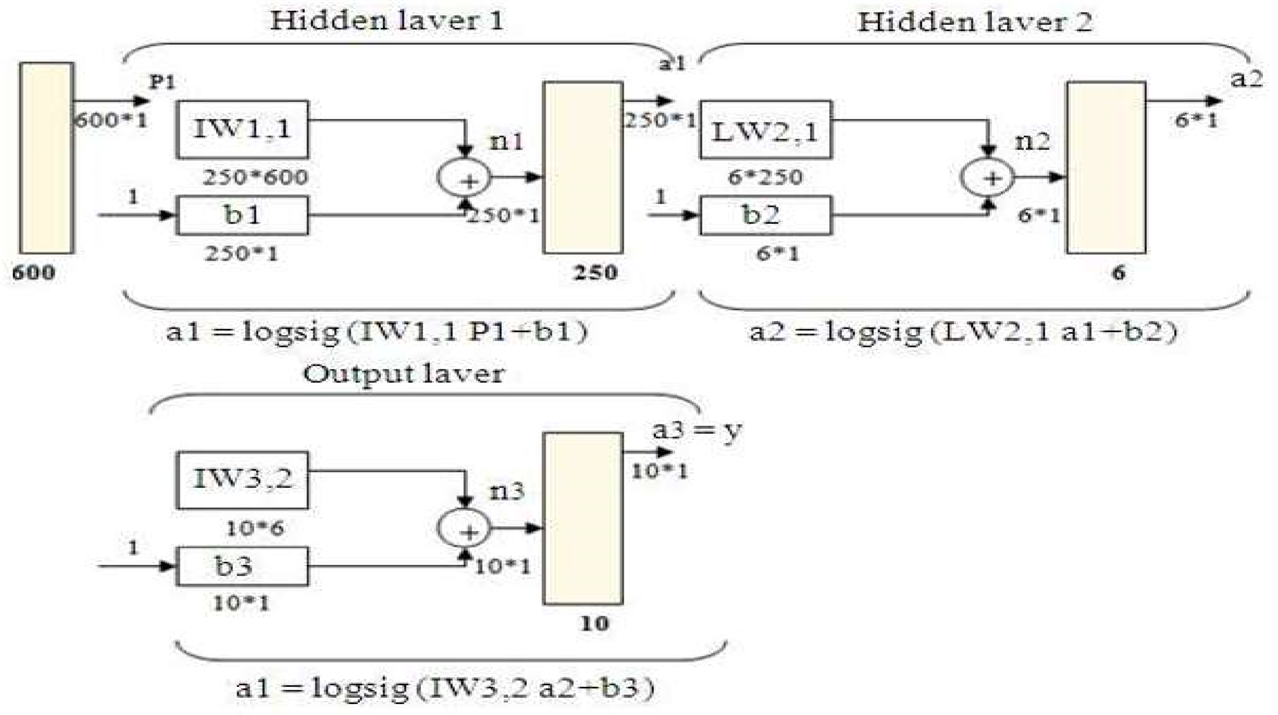 Hidden laver 1
Hidden laver 2
P1
600*1
IW1,1
250*600
1
b1
250*1
n1
250*1
600
250
a1
250*1
LW2,1
6*250
1
b2
6*1
n2
6*1
6
a2
6*1
a1 = logsig (IW1,1 P1+b1)
a2 = logsig (LW2,1 a1+b2)
Output laver
IW3,2
10*6
1
b3
10*1
n3
10*1
10
a3 = y
10*1
a1 = logsig (IW3,2 a2+b3)